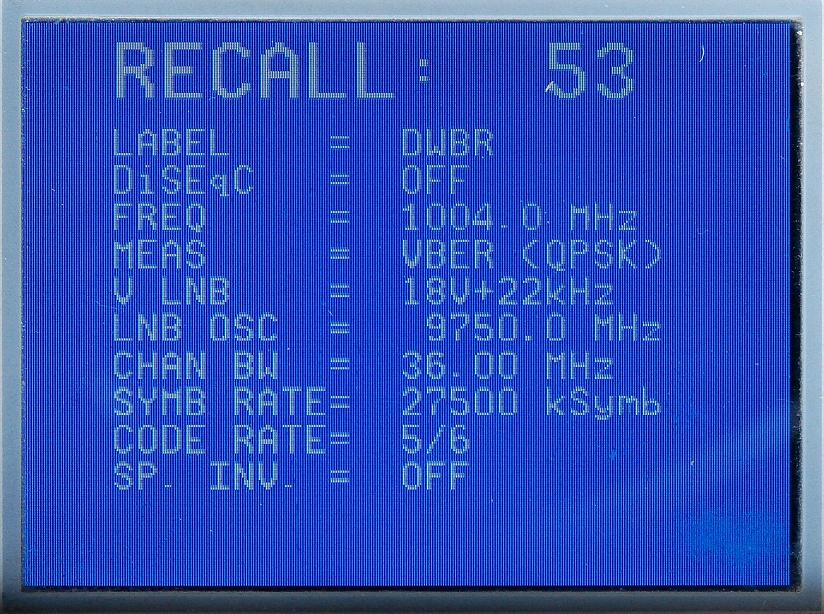 RECALL: 53
LABEL = DWBR
DiSEqC = OFF
FREQ = 1004.0 MHz
MEAS = VBER (QPSK)
V LNB = 18V+22kHz
LNB OSC = 9750.0 MHz
CHAN BW = 36.00 MHz
SYMB RATE= 27500 kSymb
CODE RATE= 5/6
SP. INV. = OFF